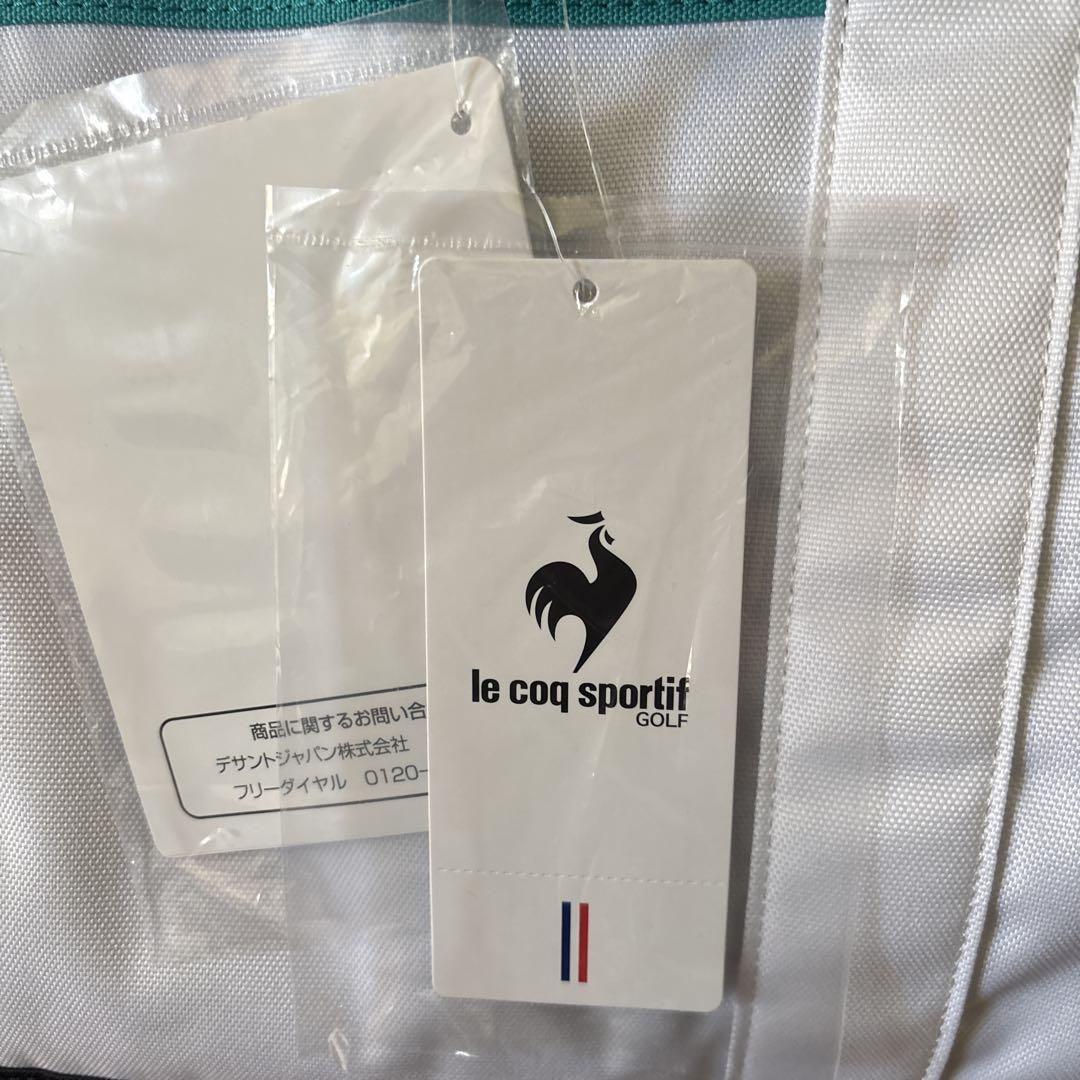 le coq sportif
GOLF
商品に関するお問い合
デサントジャパン株式会社
フリーダイヤル 0120-